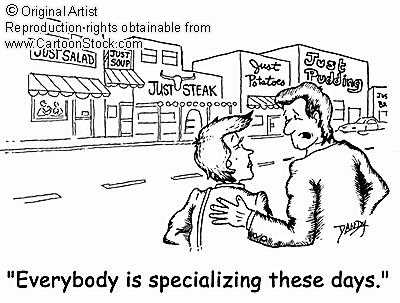 © Original Artist
Reproduction-rights obtainable from
www.CartoonStock.com
JUST SALAD
JUST
SOUP
JUST STEAK
Just
Potatoes
Just
Pudding
DANDY
"Everybody is specializing these days."